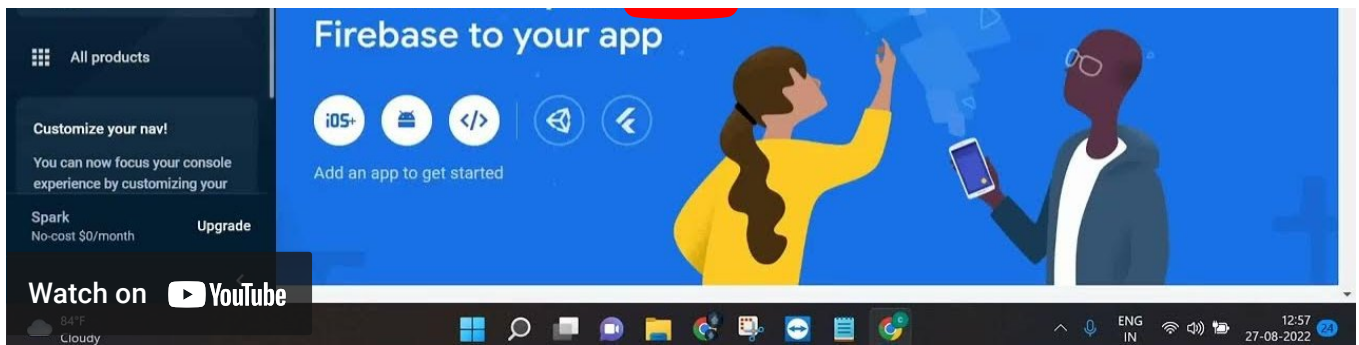 Firebase to your app
All products
iOS+
</>
Customize your nav!
You can now focus your console
experience by customizing your
Add an app to get started
Spark
No-cost $0/month
Upgrade
Watch on YouTube
84°F
Cloudy
ENG
IN
12:57
27-08-2022
24